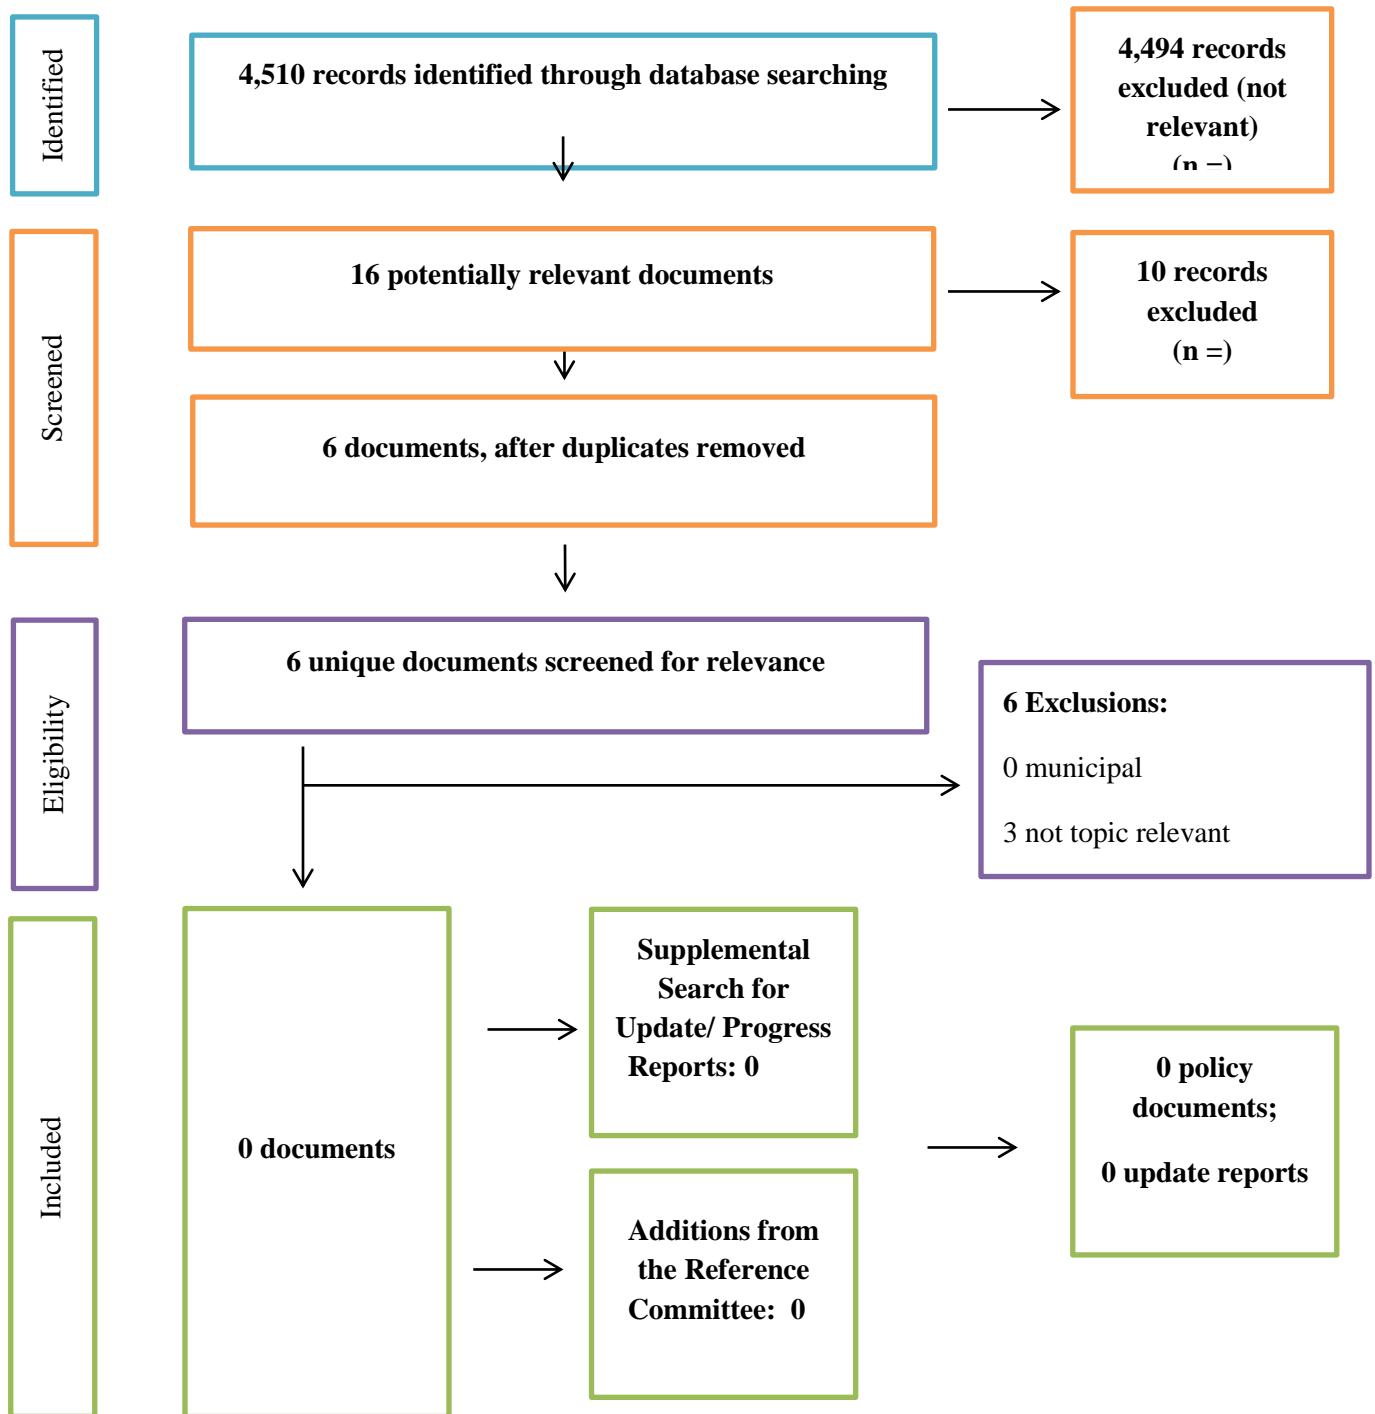 Identified
4,510 records identified through database searching
4,494 records
excluded (not
relevant)
(n =)
Screened
16 potentially relevant documents
10 records
excluded
(n =)
6 documents, after duplicates removed
Eligibility
6 unique documents screened for relevance
6 Exclusions:
0 municipal
3 not topic relevant
Included
0 documents
Supplemental
Search for
Update/ Progress
Reports: 0
Additions from
the Reference
Committee:  0
0 policy
documents;
0 update reports